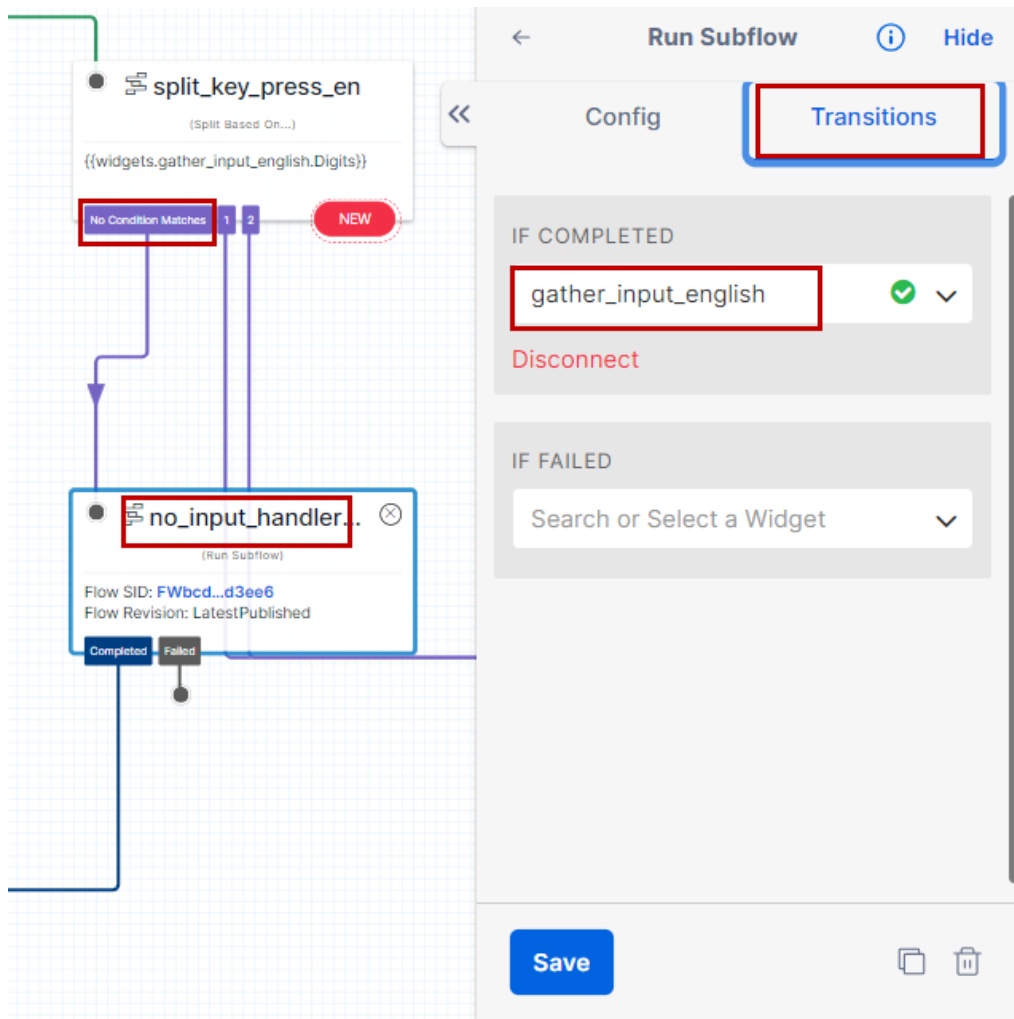 split_key_press_en
(Split Based On...)
{{widgets.gather_input_english.Digits}}
No Condition Matches
1
2
NEW
no_input_handler...
(Run Subflow)
Flow SID: FWbcd...d3ee6
Flow Revision: LatestPublished
Completed
Failed
Run Subflow
Hide
Config
Transitions
IF COMPLETED
gather_input_english
Disconnect
IF FAILED
Search or Select a Widget
Save